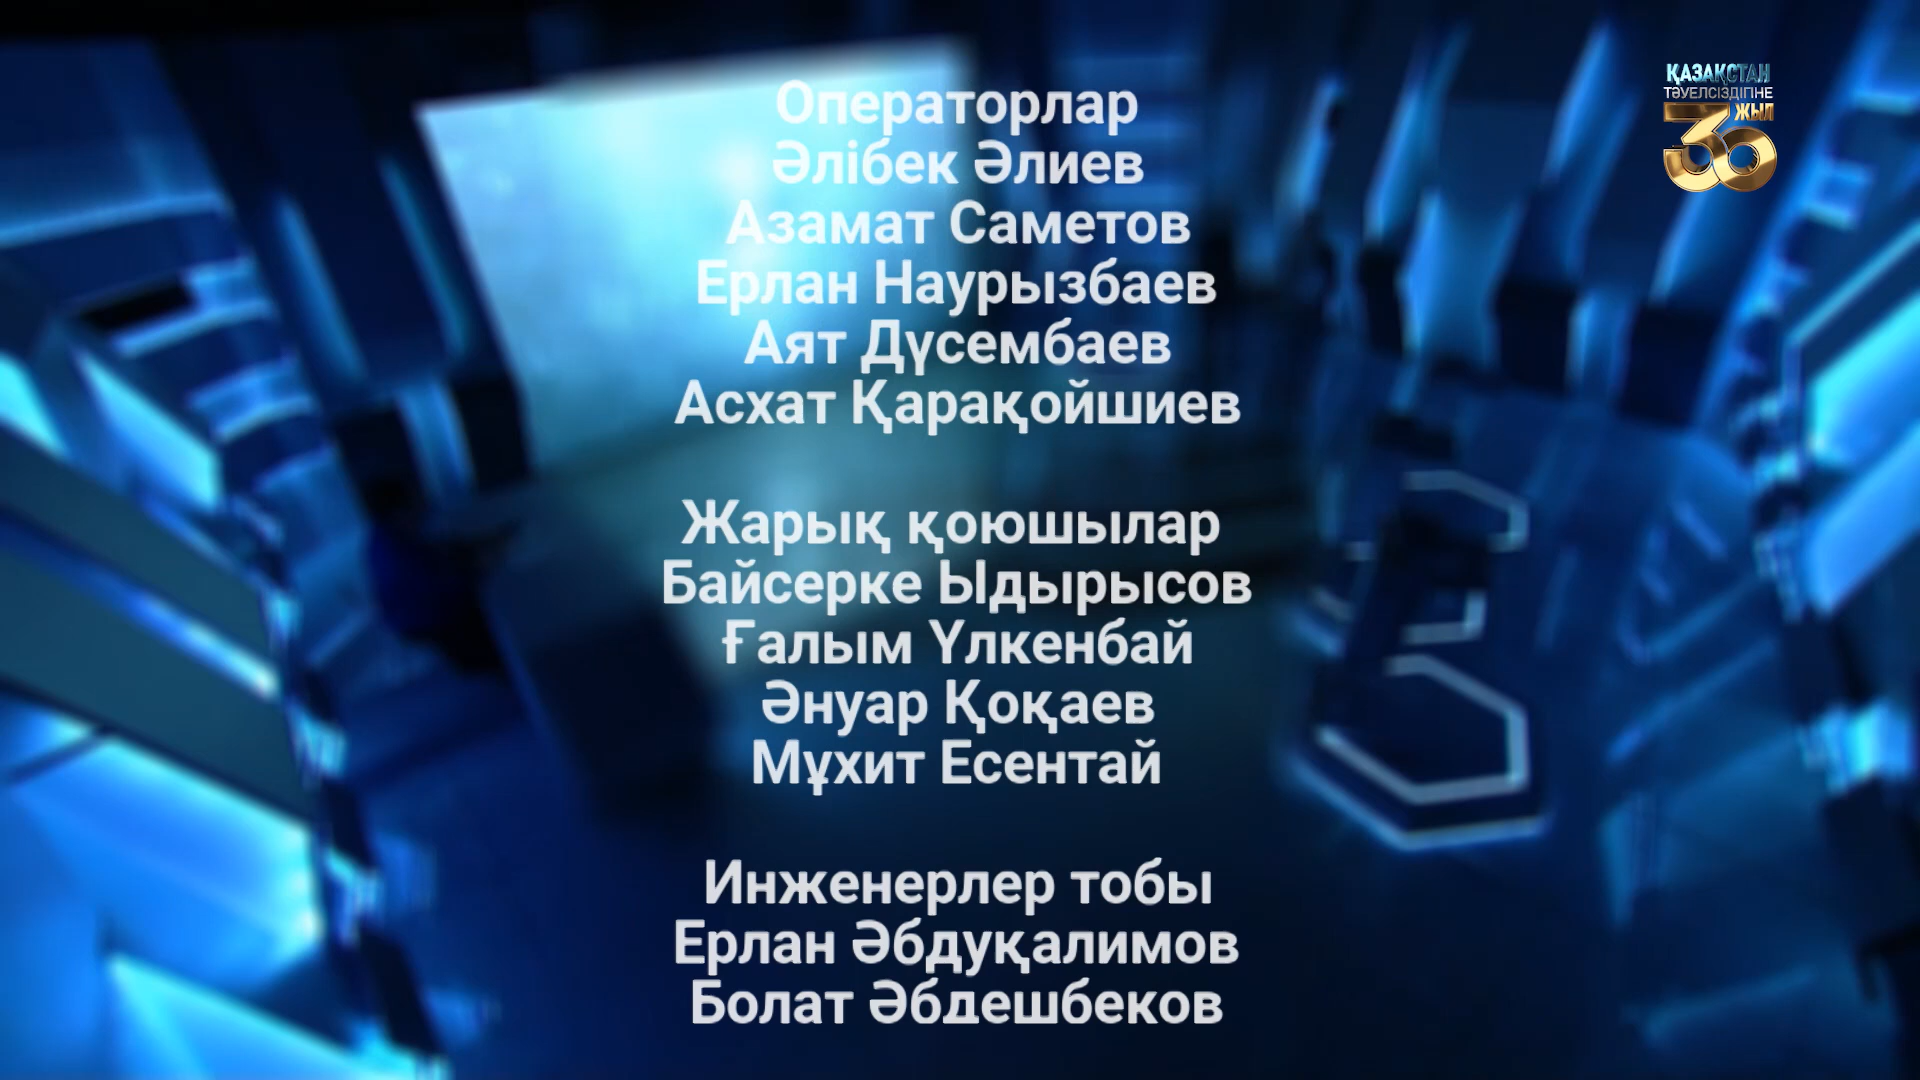 Операторлар
Әлібек Әлиев
Азамат Саметов
Ерлан Наурызбаев
Аят Дүсембаев
Асхат Қарақойшиев
Жарық қоюшылар
Байсерке Ыдырысов
Ғалым Үлкенбай
Әнуар Қоқаев
Мұхит Есентай
Инженерлер тобы
Ерлан Әбдуқалимов
Болат Әбдешбеков
ҚАЗАҚСТАН
ТӘУЕЛСІЗДІГІНЕ
30 ЖЫЛ